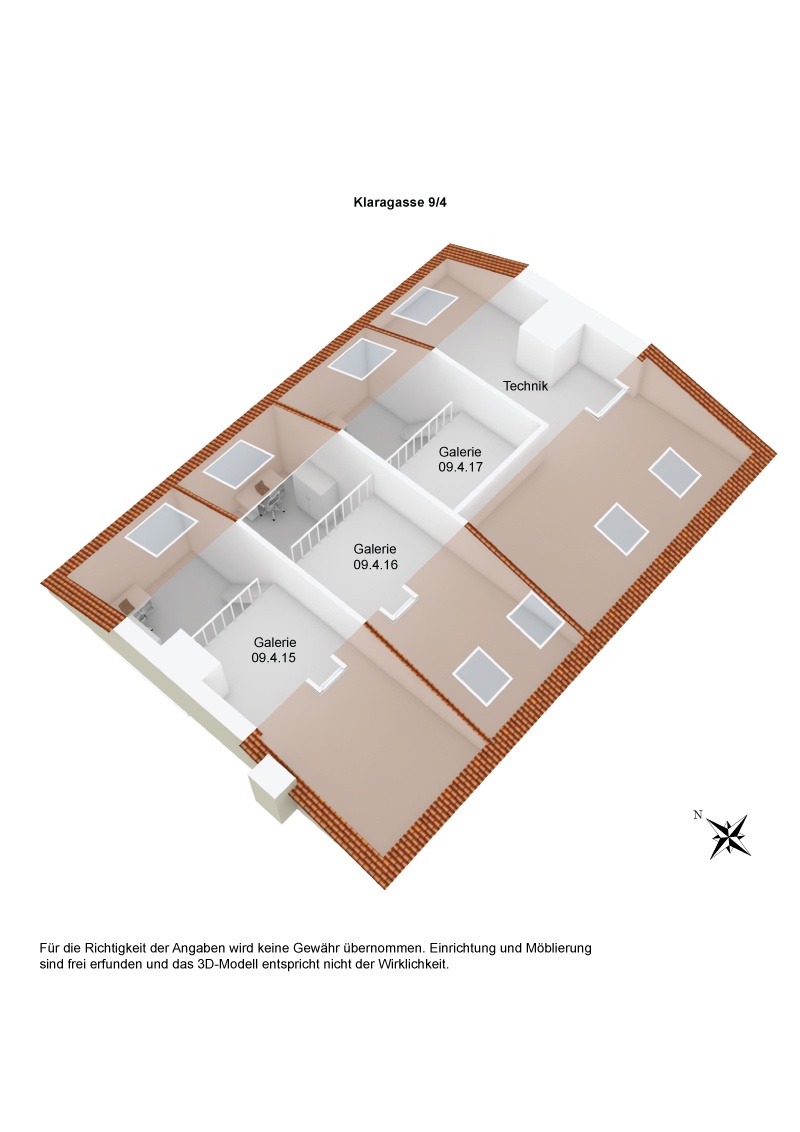 Klaragasse 9/4
Technik
Galerie
09.4.17
Galerie
09.4.16
Galerie
09.4.15
N
Für die Richtigkeit der Angaben wird keine Gewähr übernommen. Einrichtung und Möblierung
sind frei erfunden und das 3D-Modell entspricht nicht der Wirklichkeit.